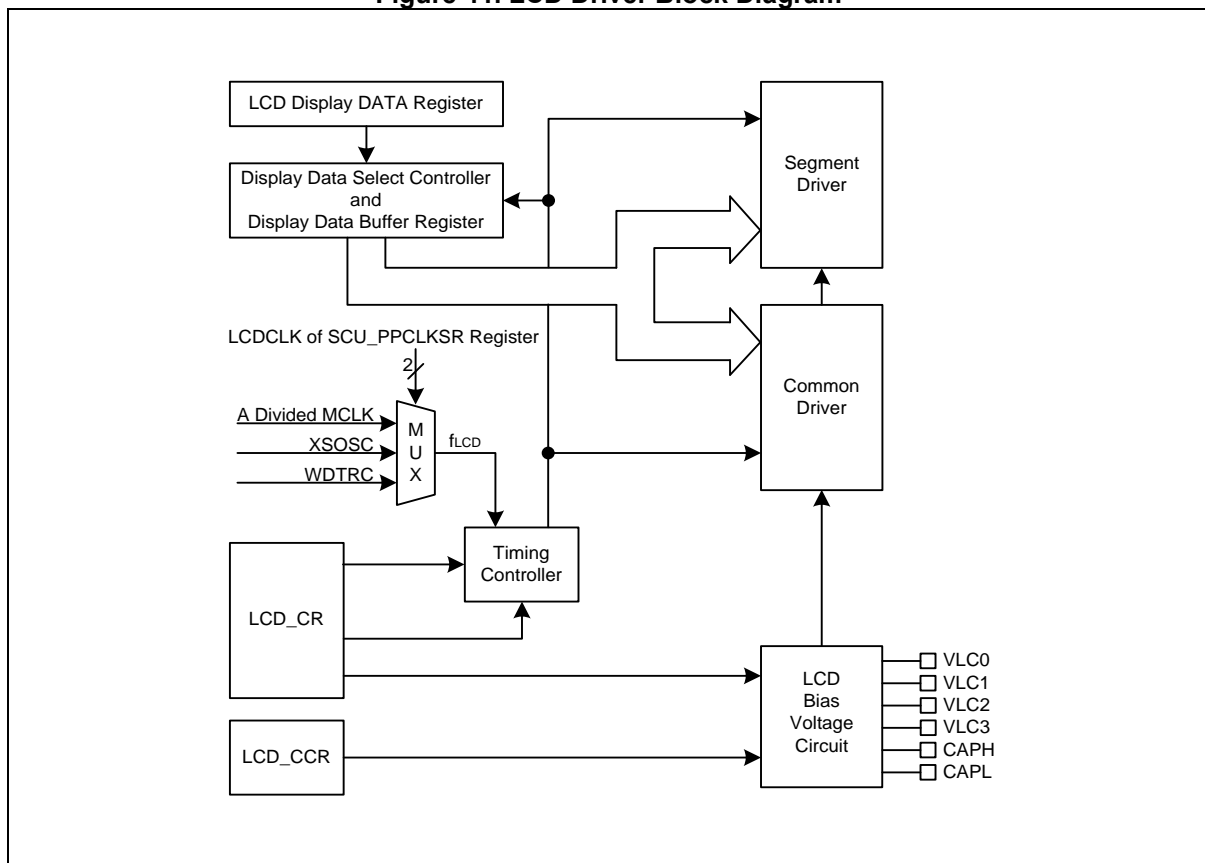 Figure 11. LCD Driver Block Diagram
LCD Display DATA Register
Display Data Select Controller
and
Display Data Buffer Register
Segment
Driver
LCDCLK of SCU_PPCLKSR Register
2
A Divided MCLK
XSOSC
WDTRC
M
U
X
fLCD
Common
Driver
Timing
Controller
LCD_CR
LCD_CCR
LCD
Bias
Voltage
Circuit
VLC0
VLC1
VLC2
VLC3
CAPH
CAPL